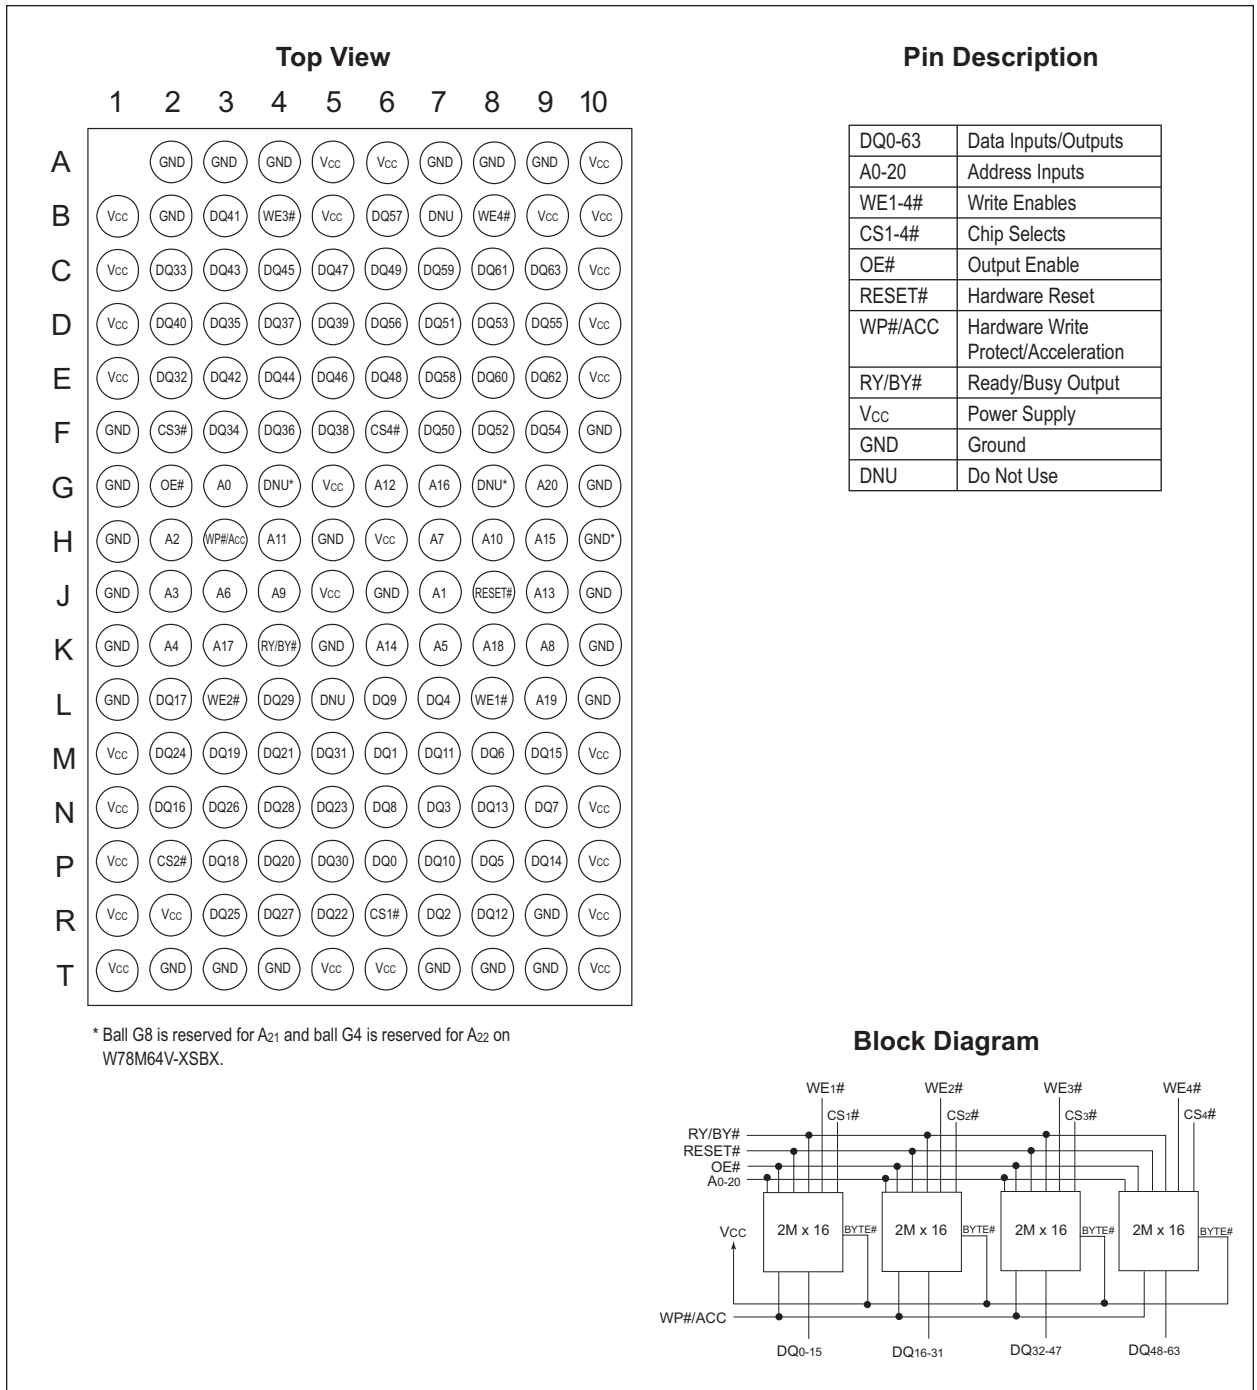 Top View
1 2 3 4 5 6 7 8 9 10
A GND GND GND Vcc Vcc GND GND GND Vcc
B Vcc GND DQ41 WE3# Vcc DQ57 DNU WE4# Vcc Vcc
C Vcc DQ33 DQ43 DQ45 DQ47 DQ49 DQ59 DQ61 DQ63 Vcc
D Vcc DQ40 DQ35 DQ37 DQ39 DQ56 DQ51 DQ53 DQ55 Vcc
E Vcc DQ32 DQ42 DQ44 DQ46 DQ48 DQ58 DQ60 DQ62 Vcc
F GND CS3# DQ34 DQ36 DQ38 CS4# DQ50 DQ52 DQ54 GND
G GND OE# A0 DNU* Vcc A12 A16 DNU* A20 GND
H GND A2 WP#/Acc A11 GND Vcc A7 A10 A15 GND*
J GND A3 A6 A9 Vcc GND A1 RESET# A13 GND
K GND A4 A17 RY/BY# GND A14 A5 A18 A8 GND
L GND DQ17 WE2# DQ29 DNU DQ9 DQ4 WE1# A19 GND
M Vcc DQ24 DQ19 DQ21 DQ31 DQ1 DQ11 DQ6 DQ15 Vcc
N Vcc DQ16 DQ26 DQ28 DQ23 DQ8 DQ3 DQ13 DQ7 Vcc
P Vcc CS2# DQ18 DQ20 DQ30 DQ0 DQ10 DQ5 DQ14 Vcc
R Vcc Vcc DQ25 DQ27 DQ22 CS1# DQ2 DQ12 GND Vcc
T Vcc GND GND GND Vcc Vcc GND GND GND Vcc
* Ball G8 is reserved for A21 and ball G4 is reserved for A22 on
W78M64V-XSBX.
Pin Description
DQ0-63 Data Inputs/Outputs
A0-20 Address Inputs
WE1-4# Write Enables
CS1-4# Chip Selects
OE# Output Enable
RESET# Hardware Reset
WP#/ACC Hardware Write
Protect/Acceleration
RY/BY# Ready/Busy Output
Vcc Power Supply
GND Ground
DNU Do Not Use
Block Diagram
WE1# WE2# WE3# WE4#
CS1# CS2# CS3# CS4#
RY/BY#
RESET#
OE#
A0-20
Vcc 2M x 16 BYTE# 2M x 16 BYTE# 2M x 16 BYTE# 2M x 16 BYTE#
WP#/ACC
DQ0-15 DQ16-31 DQ32-47 DQ48-63